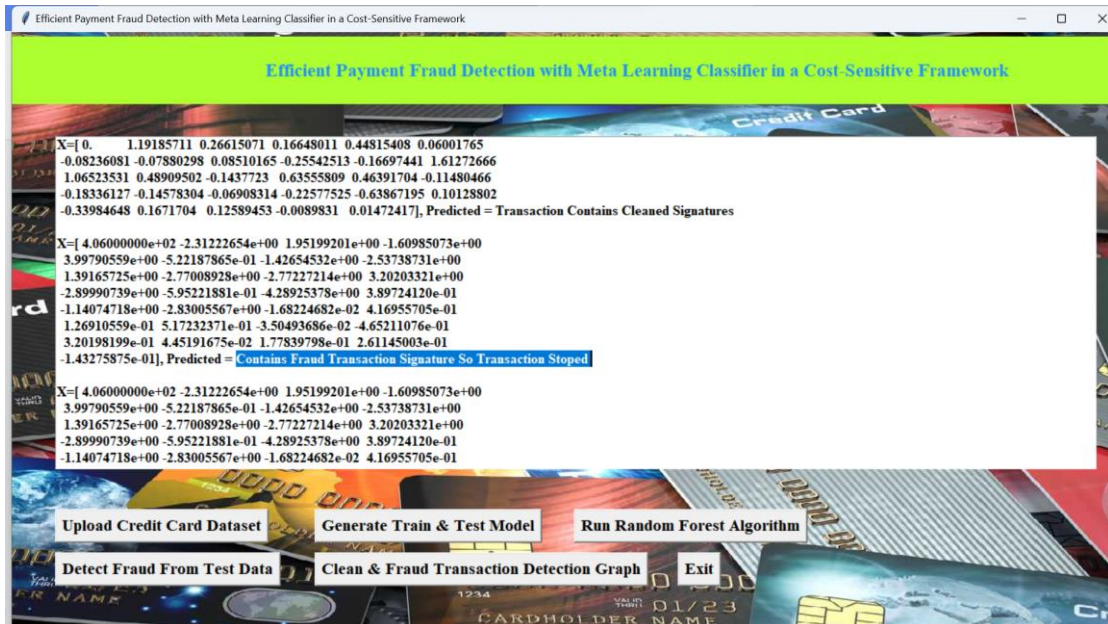 Efficient Payment Fraud Detection with Meta Learning Classifier in a Cost-Sensitive Framework
Efficient Payment Fraud Detection with Meta Learning Classifier in a Cost-Sensitive Framework
Credit Card
X=[ 0. 1.19185711 0.26615071 0.16648011 0.44815408 0.06001765
-0.08236081 -0.07880298 0.08510165 -0.25542513 -0.16697441 1.61272666
1.06523531 0.48909502 -0.1437723 0.63555809 0.46391704 -0.11480466
-0.18336127 -0.14578304 -0.06908314 -0.22577525 -0.63867195 0.10128802
-0.33984648 0.1671704 0.12589453 -0.0089831 0.01472417], Predicted = Transaction Contains Cleaned Signatures
X=[ 4.06000000e+02 -2.31222654e+00 1.95199201e+00 -1.60985073e+00
3.99790559e+00 -5.22187865e-01 -1.42654532e+00 -2.53738731e+00
1.39165725e+00 -2.77008928e+00 -2.77227214e+00 3.20203321e+00
-2.89990739e+00 -5.95221881e-01 -4.28925378e+00 3.89724120e-01
-1.14074718e+00 -2.83005567e+00 -1.68224682e-02 4.16955705e-01
1.26910559e-01 5.17232371e-01 -3.50493686e-02 -4.65211076e-01
3.20198199e-01 4.45191675e-02 1.77839798e-01 2.61145003e-01
-1.43275875e-01], Predicted = Contains Fraud Transaction Signature So Transaction Stoped
X=[ 4.06000000e+02 -2.31222654e+00 1.95199201e+00 -1.60985073e+00
3.99790559e+00 -5.22187865e-01 -1.42654532e+00 -2.53738731e+00
1.39165725e+00 -2.77008928e+00 -2.77227214e+00 3.20203321e+00
-2.89990739e+00 -5.95221881e-01 -4.28925378e+00 3.89724120e-01
-1.14074718e+00 -2.83005567e+00 -1.68224682e-02 4.16955705e-01
1234
Upload Credit Card Dataset Generate Train & Test Model Run Random Forest Algorithm
Detect Fraud From Test Data Clean & Fraud Transaction Detection Graph Exit
1234
01/23
CARDHOLDER NAME